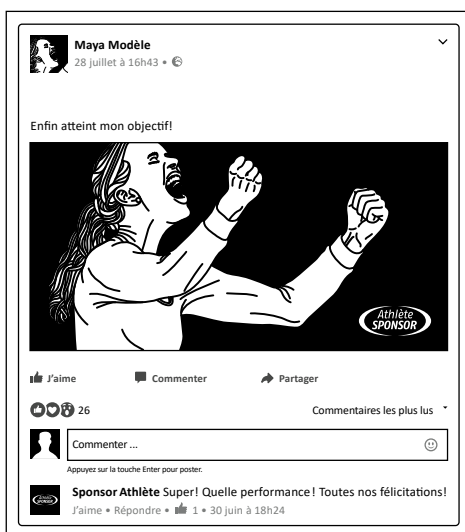 Maya Modèle
28 juillet à 16h43 •
Enfin atteint mon objectif!
Athlète
SPONSOR
J'aime Commenter Partager
26 Commentaires les plus lus
Commenter ...
Appuyez sur la touche Enter pour poster.
Athlète
SPONSOR
Sponsor Athlète Super! Quelle performance! Toutes nos félicitations!
J'aime • Répondre • 1 • 30 juin à 18h24